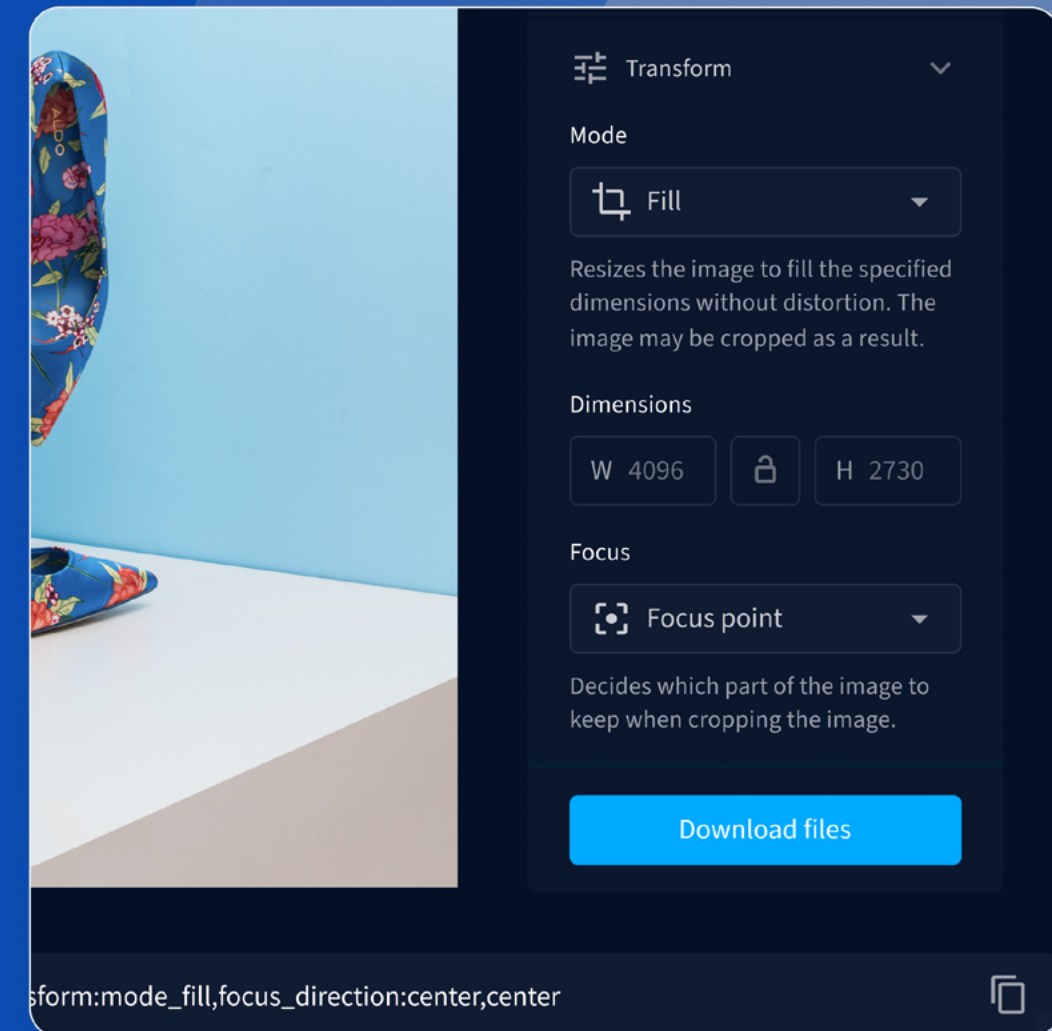 ALDO
Transform
Mode
Fill
Resizes the image to fill the specified
dimensions without distortion. The
image may be cropped as a result.
Dimensions
W 4096
H 2730
Focus
Focus point
Decides which part of the image to
keep when cropping the image.
Download files
sform:mode_fill,focus_direction:center,center